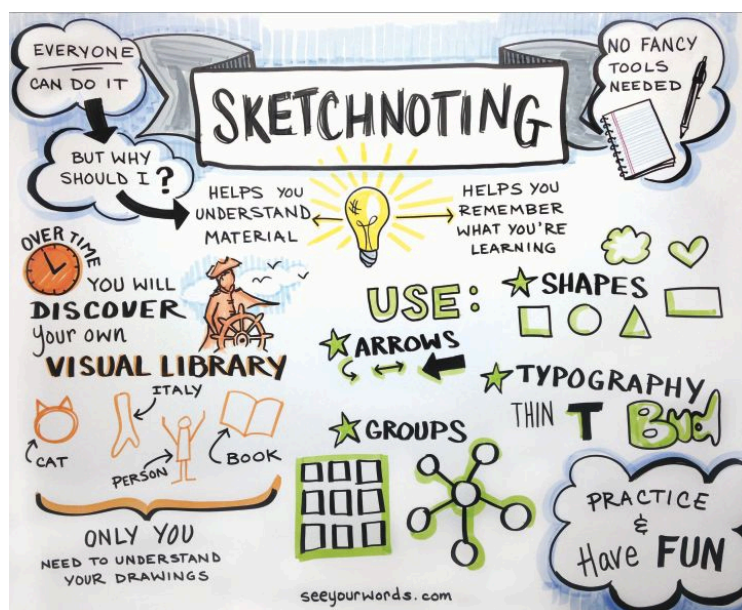 EVERYONE
CAN DO IT
SKETCHNOTING
NO FANCY
TOOLS
NEEDED
BUT WHY
SHOULD I?
HELPS YOU
UNDERSTAND
MATERIAL
HELPS YOU
REMEMBER
WHAT YOU'RE
LEARNING
OVER TIME
YOU WILL
DISCOVER
your own
VISUAL LIBRARY
CAT
ITALY
PERSON
BOOK
ONLY YOU
NEED TO UNDERSTAND
YOUR DRAWINGS
USE:
SHAPES
ARROWS
TYPOGRAPHY
THIN T
GROUPS
PRACTICE
&
Have FUN
seeyourwords.com